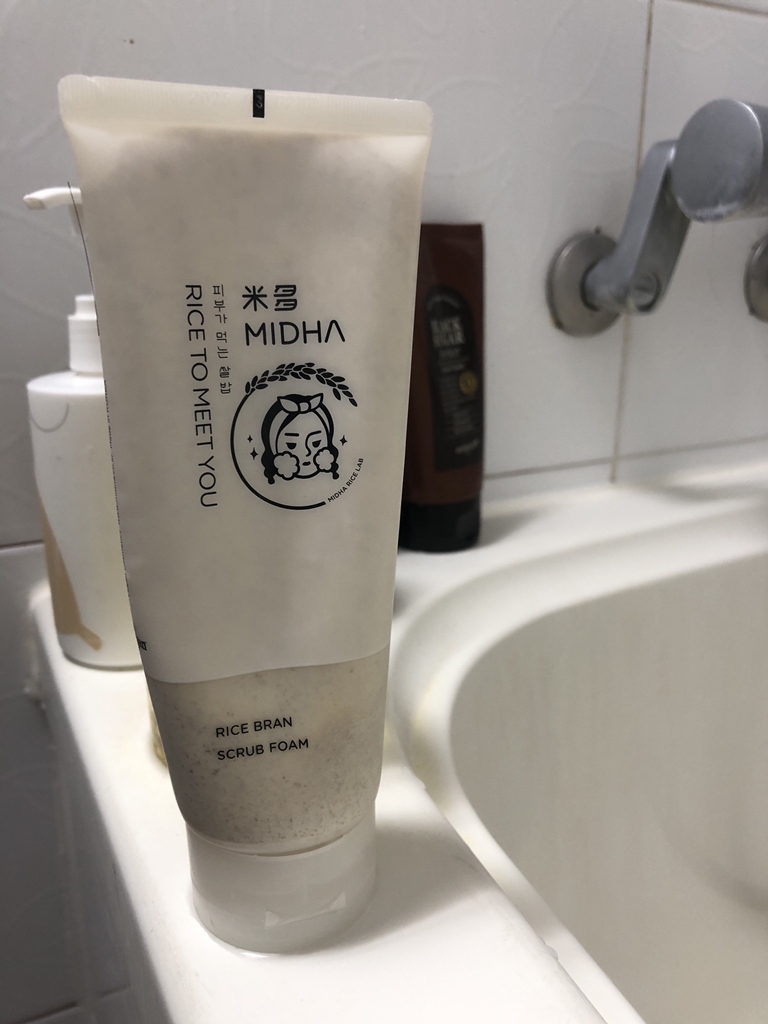 米多
MIDHA
피부가 먹는 쌀밥
RICE TO MEET YOU
MIDHA RICE LAB
RICE BRAN
SCRUB FOAM